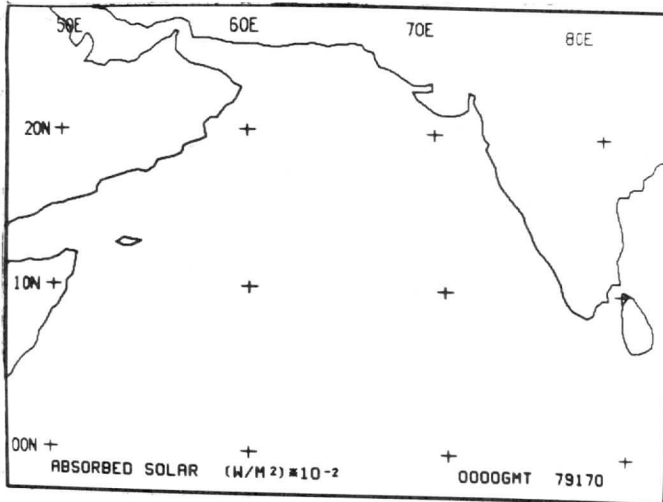 50E 60E 70E 80E
20N
10N
00N
ABSORBED SOLAR (W/M²)*10⁻² 0000GMT 79170